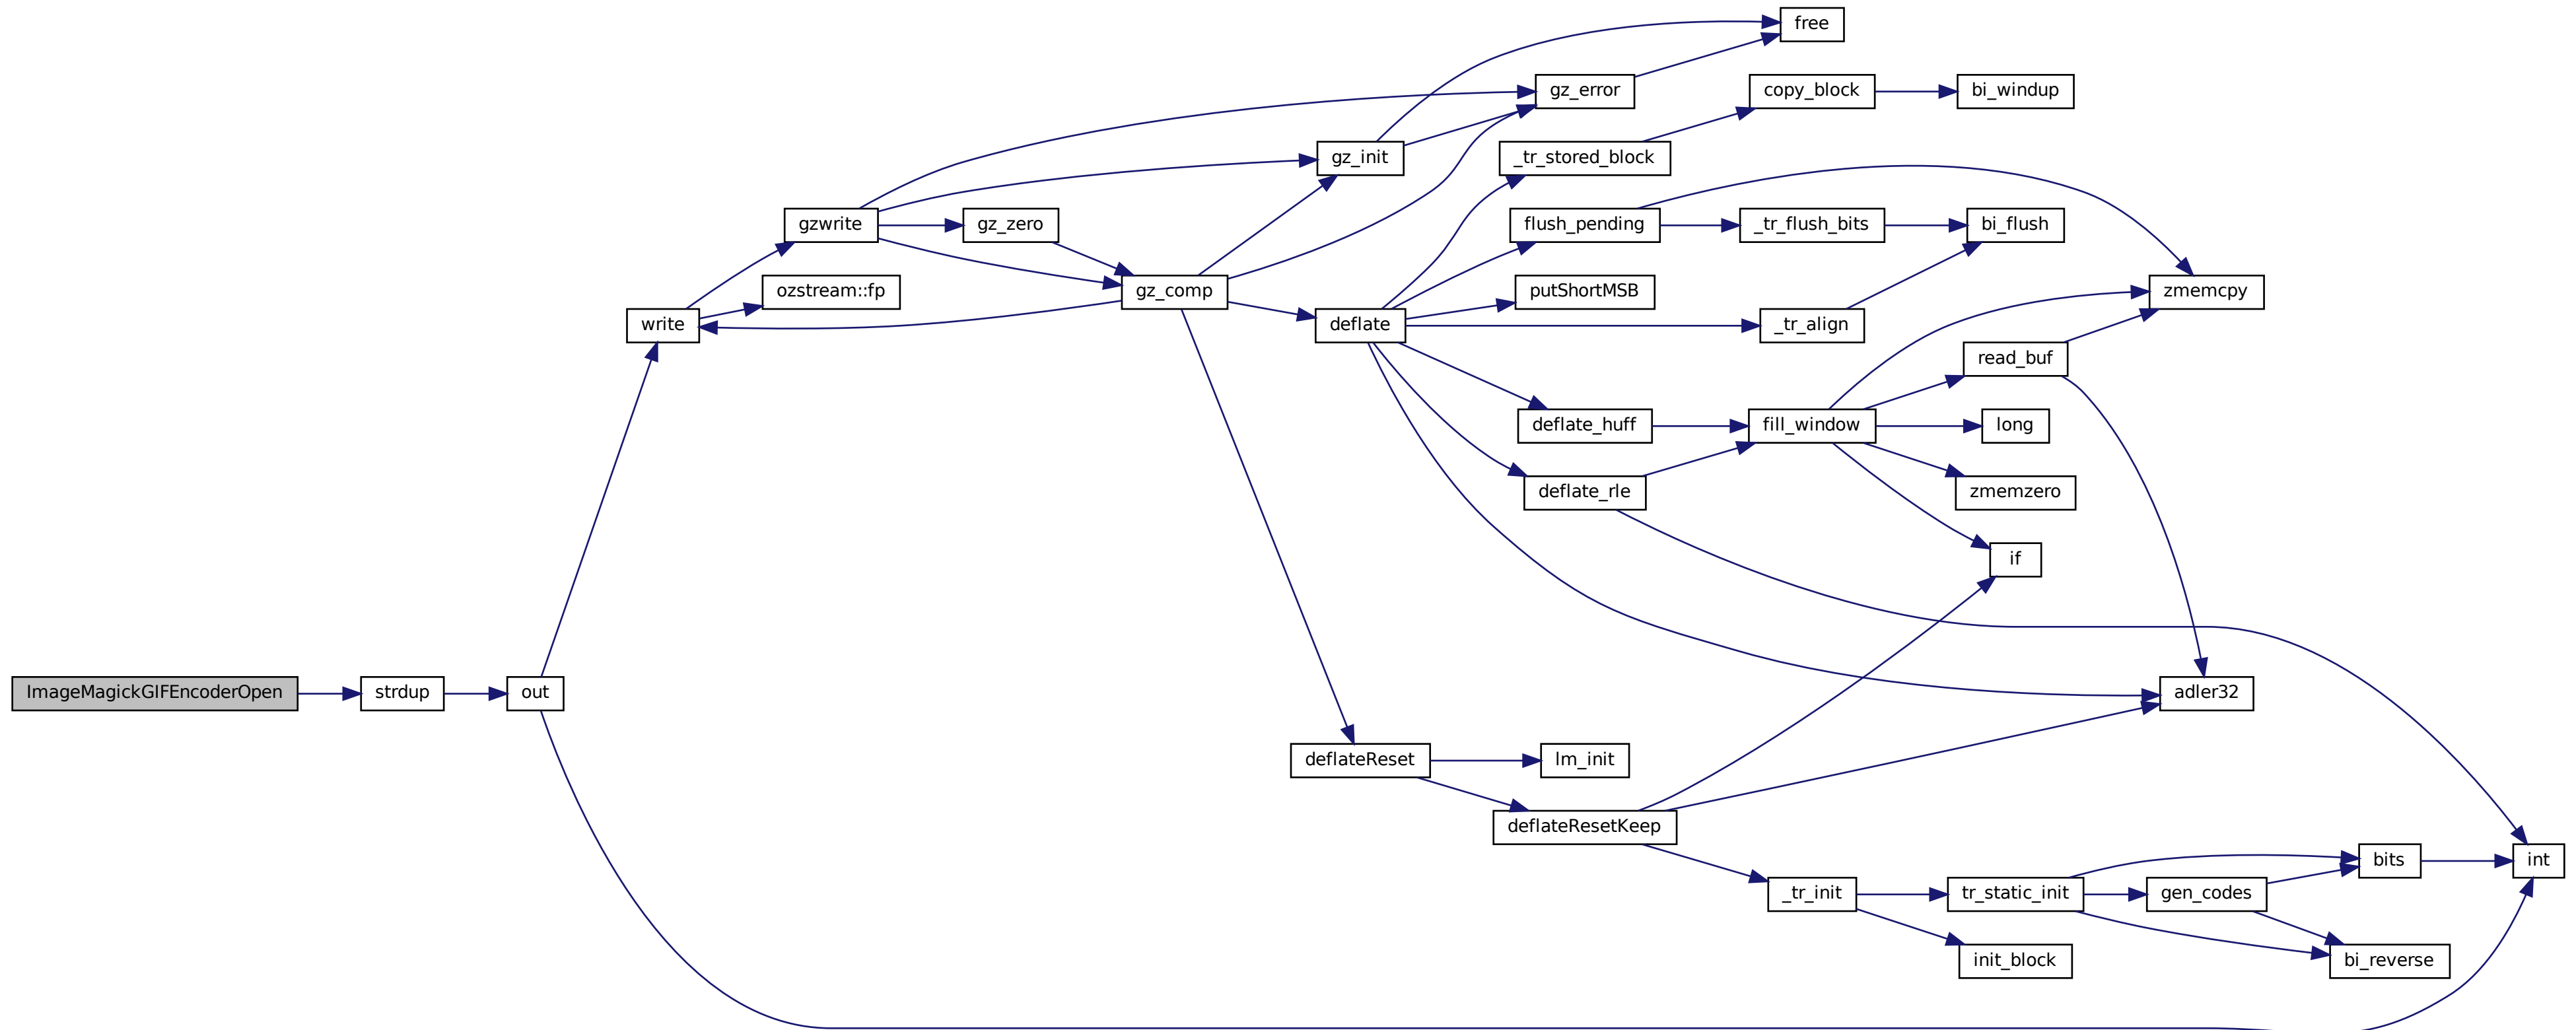 free
gz_error
copy_block
bi_windup
gz_init
_tr_stored_block
gzwrite
gz_zero
flush_pending
_tr_flush_bits
bi_flush
ozstream::fp
gz_comp
putShortMSB
zmemcpy
write
deflate
_tr_align
read_buf
deflate_huff
fill_window
long
deflate_rle
zmemzero
if
ImageMagickGIFEncoderOpen
strdup
out
adler32
deflateReset
lm_init
deflateResetKeep
bits
int
_tr_init
tr_static_init
gen_codes
init_block
bi_reverse